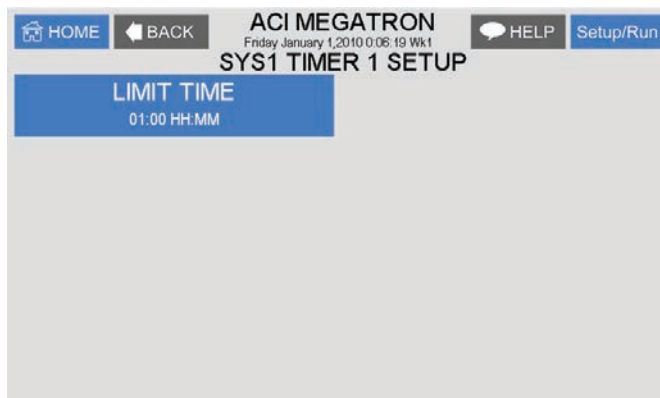 HOME
BACK
ACI MEGATRON
Friday January 1,2010 0:06:19 Wk1
HELP
Setup/Run
SYS1 TIMER 1 SETUP
LIMIT TIME
01:00 HH:MM